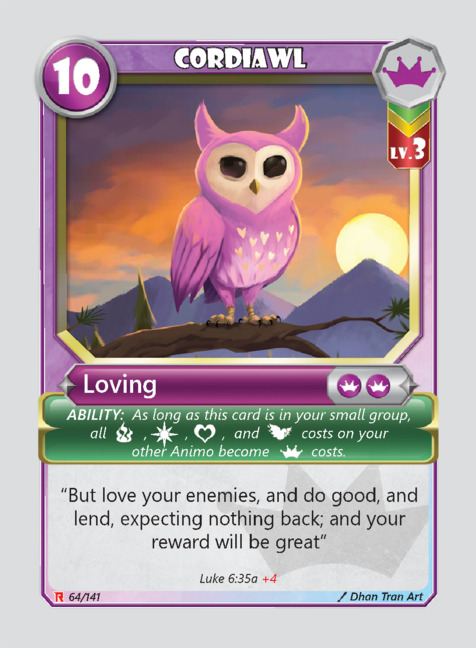 10
CORDIAWL
LV.3
Loving
ABILITY: As long as this card is in your small group,
all , , , and costs on your
other Animo become costs.
“But love your enemies, and do good, and
lend, expecting nothing back; and your
reward will be great“
Luke 6:35a +4
R 64/141
Dhan Tran Art